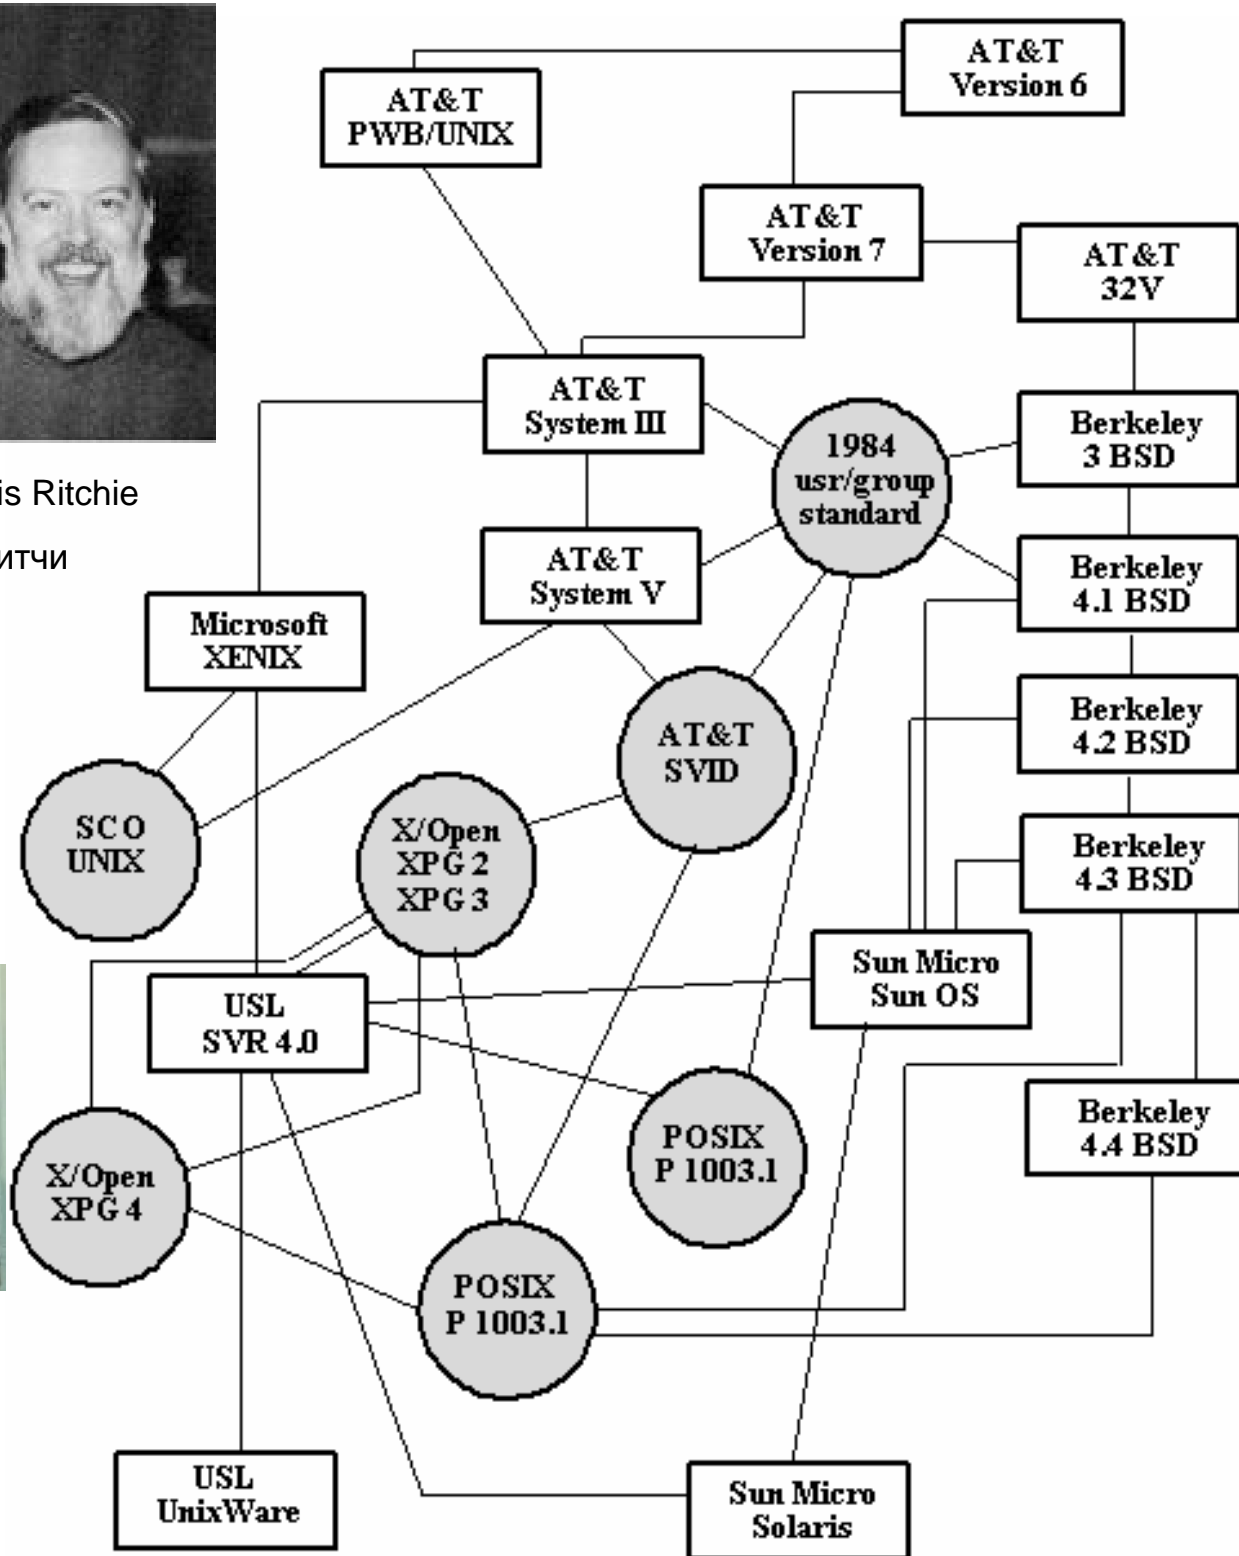 AT&T
Version 6
AT&T
PWB/UNIX
AT&T
Version 7
AT&T
32V
AT&T
System III
1984
usr/group
standard
Berkeley
3 BSD
is Ritchie
итчи
AT&T
System V
Berkeley
4.1 BSD
Microsoft
XENIX
AT&T
SVID
Berkeley
4.2 BSD
SCO
UNIX
X/Open
XPG 2
XPG 3
Berkeley
4.3 BSD
Sun Micro
Sun OS
USL
SVR 4.0
POSIX
P 1003.1
Berkeley
4.4 BSD
X/Open
XPG 4
POSIX
P 1003.1
USL
UnixWare
Sun Micro
Solaris